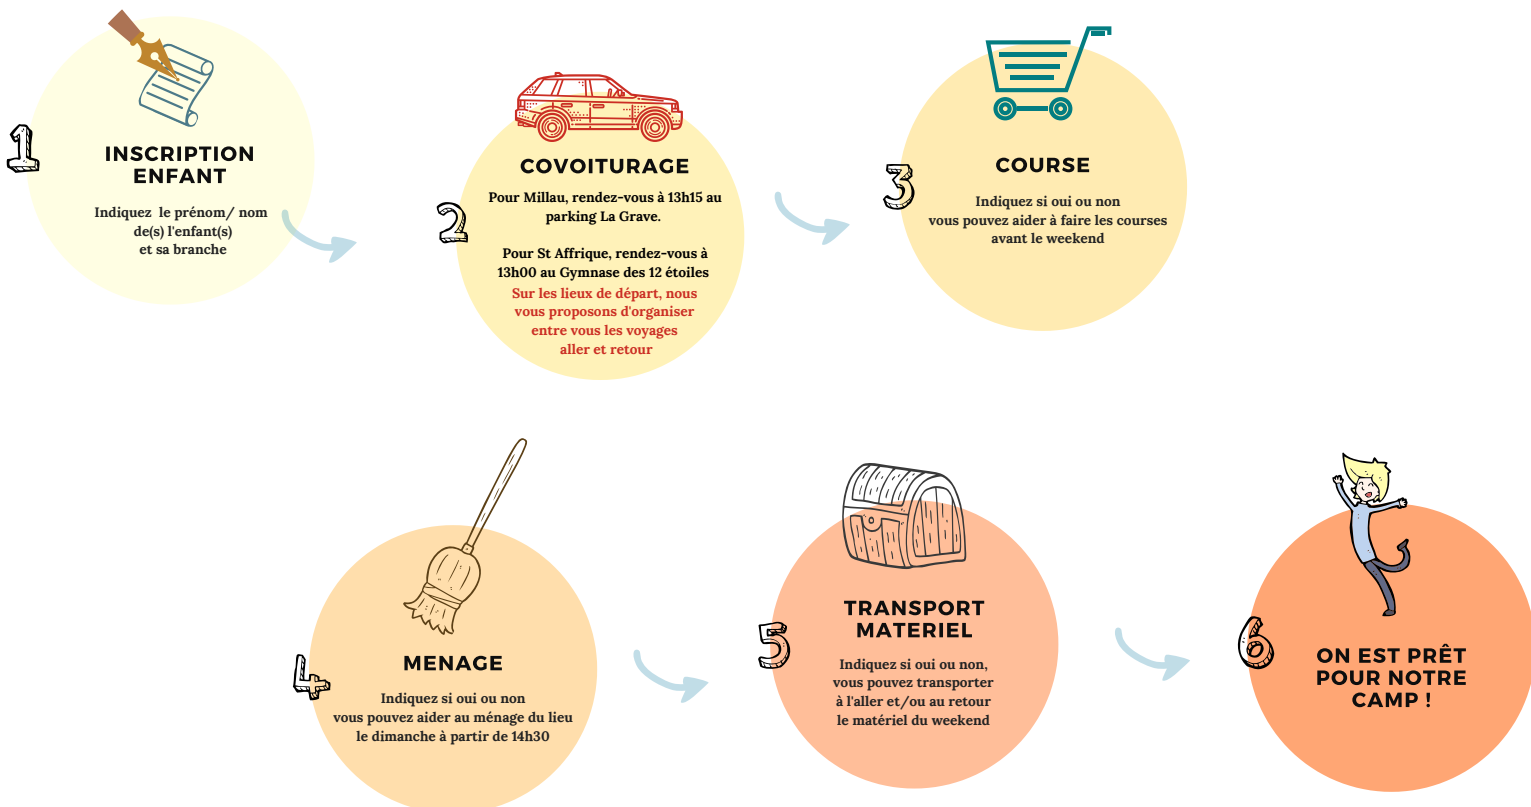 1
INSCRIPTION
ENFANT
Indiquez le prénom/ nom
de(s) l'enfant(s)
et sa branche
2
COVOITURAGE
Pour Millau, rendez-vous à 13h15 au
parking La Grave.
Pour St Affrique, rendez-vous à
13h00 au Gymnase des 12 étoiles
Sur les lieux de départ, nous
vous proposons d'organiser
entre vous les voyages
aller et retour
3
COURSE
Indiquez si oui ou non
vous pouvez aider à faire les courses
avant le weekend
4
MENAGE
Indiquez si oui ou non
vous pouvez aider au ménage du lieu
le dimanche à partir de 14h30
5
TRANSPORT
MATERIEL
Indiquez si oui ou non,
vous pouvez transporter
à l'aller et/ou au retour
le matériel du weekend
6
ON EST PRÊT
POUR NOTRE
CAMP !